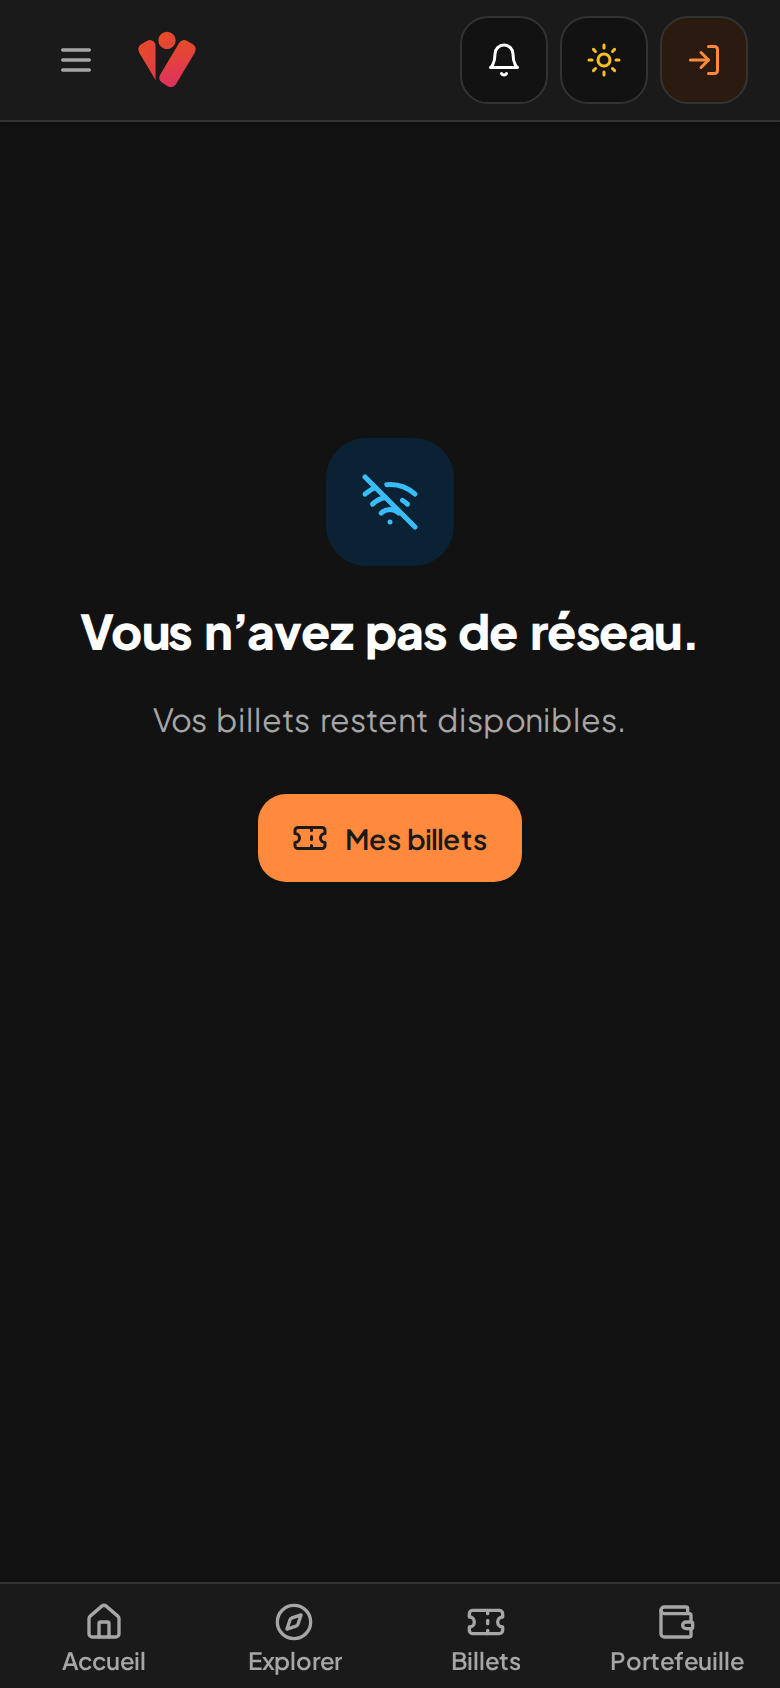 Vous n’avez pas de réseau.
Vos billets restent disponibles.
Mes billets
Accueil
Explorer
Billets
Portefeuille